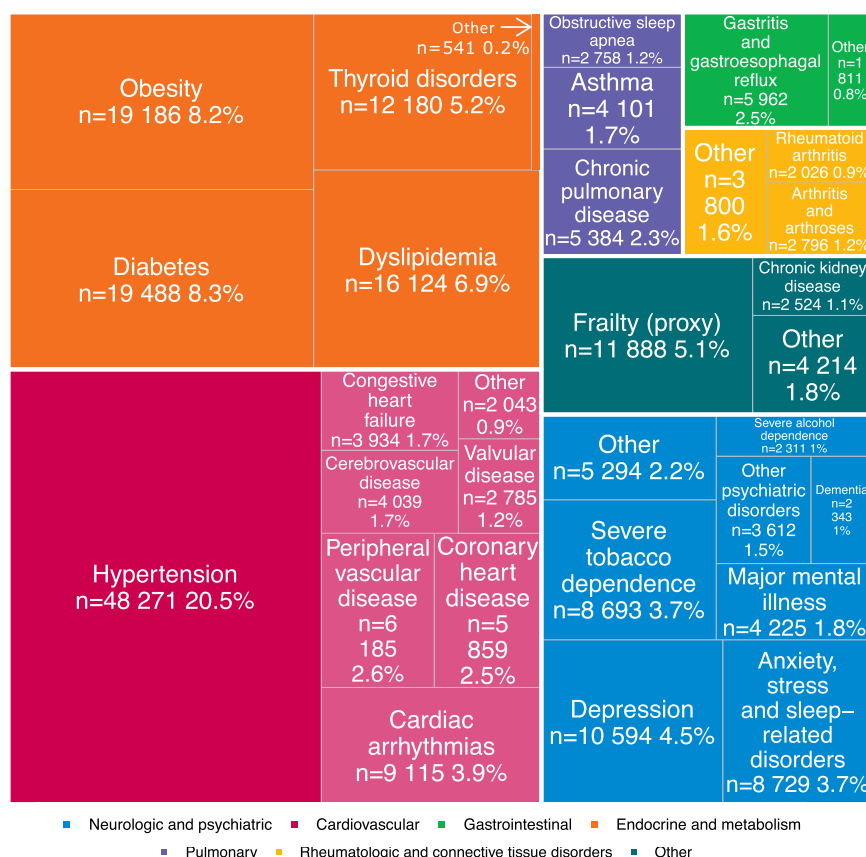 Obesity
n=19 186 8.2%
Other
n=541 0.2%
Thyroid disorders
n=12 180 5.2%
Diabetes
n=19 488 8.3%
Dyslipidemia
n=16 124 6.9%
Obstructive sleep
apnea
n=2 758 1.2%
Asthma
n=4 101
1.7%
Chronic
pulmonary
disease
n=5 384 2.3%
Gastritis
and
gastroesophagal
reflux
n=5 962
2.5%
Other
n=1
811
0.8%
Other
n=3
800
1.6%
Rheumatoid
arthritis
n=2 026 0.9%
Arthritis
and
arthroses
n=2 796 1.2%
Frailty (proxy)
n=11 888 5.1%
Chronic kidney
disease
n=2 524 1.1%
Other
n=4 214
1.8%
Hypertension
n=48 271 20.5%
Congestive
heart
failure
n=3 934 1.7%
Other
n=2 043
0.9%
Cerebrovascular
disease
n=4 039
1.7%
Valvular
disease
n=2 785
1.2%
Peripheral
vascular
disease
n=6
185
2.6%
Coronary
heart
disease
n=5
859
2.5%
Cardiac
arrhythmias
n=9 115 3.9%
Other
n=5 294 2.2%
Severe alcohol
dependence
n=2 311 1%
Severe
tobacco
dependence
n=8 693 3.7%
Other
psychiatric
disorders
n=3 612
1.5%
Dementia
n=2
343
1%
Major mental
illness
n=4 225 1.8%
Depression
n=10 594 4.5%
Anxiety,
stress
and sleep–
related
disorders
n=8 729 3.7%
Neurologic and psychiatric Cardiovascular Gastrointestinal Endocrine and metabolism
Pulmonary Rheumatologic and connective tissue disorders Other